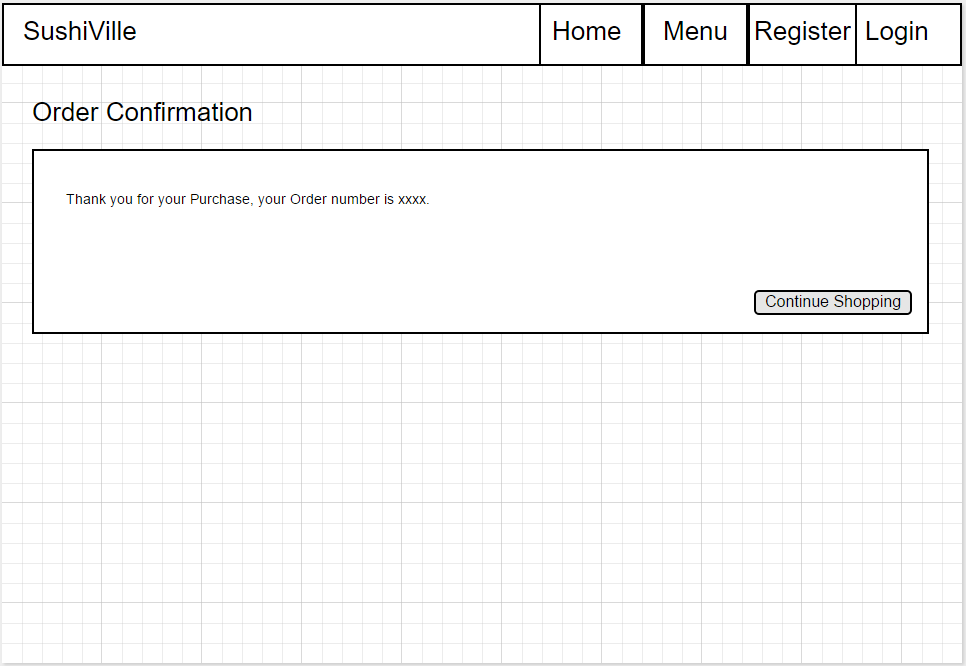 SushiVille Home Menu Register Login
Order Confirmation
Thank you for your Purchase, your Order number is xxxx.
Continue Shopping